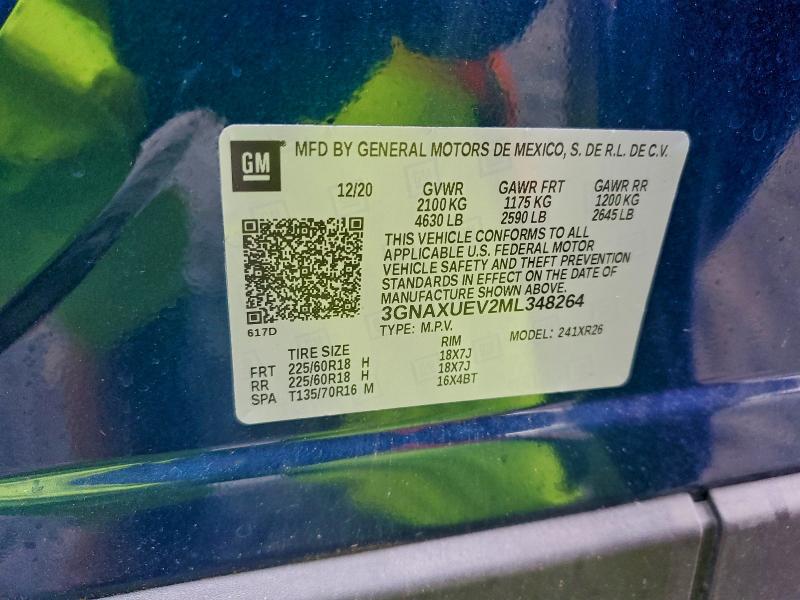 GM
MFD BY GENERAL MOTORS DE MEXICO, S. DE R.L. DE C.V.
12/20 GVWR GAWR FRT GAWR RR
2100 KG 1175 KG 1200 KG
4630 LB 2590 LB 2645 LB
THIS VEHICLE CONFORMS TO ALL
APPLICABLE U.S. FEDERAL MOTOR
VEHICLE SAFETY AND THEFT PREVENTION
STANDARDS IN EFFECT ON THE DATE OF
MANUFACTURE SHOWN ABOVE.
3GNAXUEV2ML348264
617D
TYPE: M.P.V. MODEL: 241XR26
TIRE SIZE RIM
FRT 225/60R18 H 18X7J
RR 225/60R18 H 18X7J
SPA T135/70R16 M 16X4BT